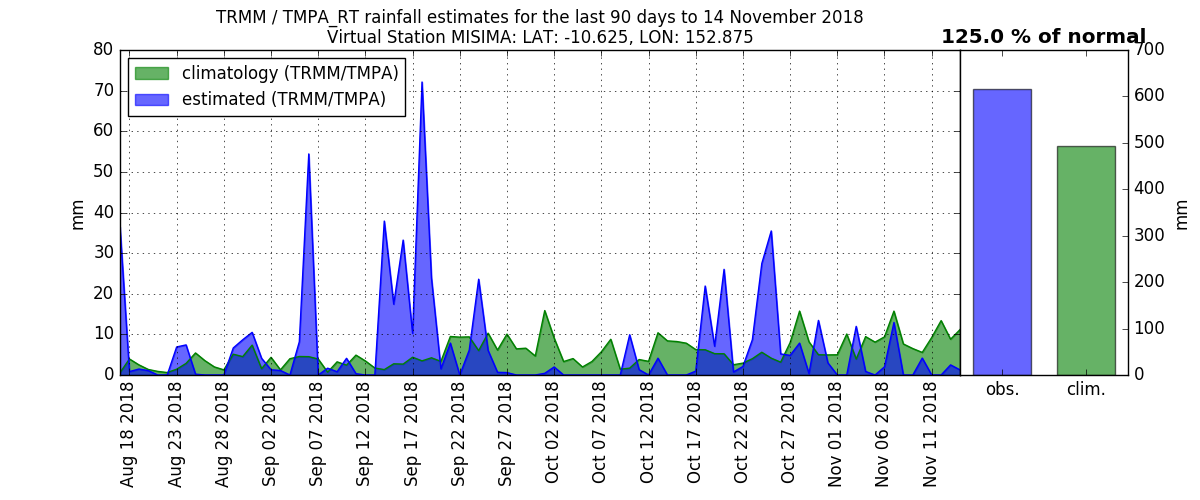 TRMM / TMPA_RT rainfall estimates for the last 90 days to 14 November 2018
Virtual Station MISIMA: LAT: -10.625, LON: 152.875
125.0 % of normal
climatology (TRMM/TMPA)
estimated (TRMM/TMPA)
80
70
60
50
40
30
20
10
0
mm
Aug 18 2018
Aug 23 2018
Aug 28 2018
Sep 02 2018
Sep 07 2018
Sep 12 2018
Sep 17 2018
Sep 22 2018
Sep 27 2018
Oct 02 2018
Oct 07 2018
Oct 12 2018
Oct 17 2018
Oct 22 2018
Oct 27 2018
Nov 01 2018
Nov 06 2018
Nov 11 2018
obs.
clim.
700
600
500
400
300
200
100
0
mm